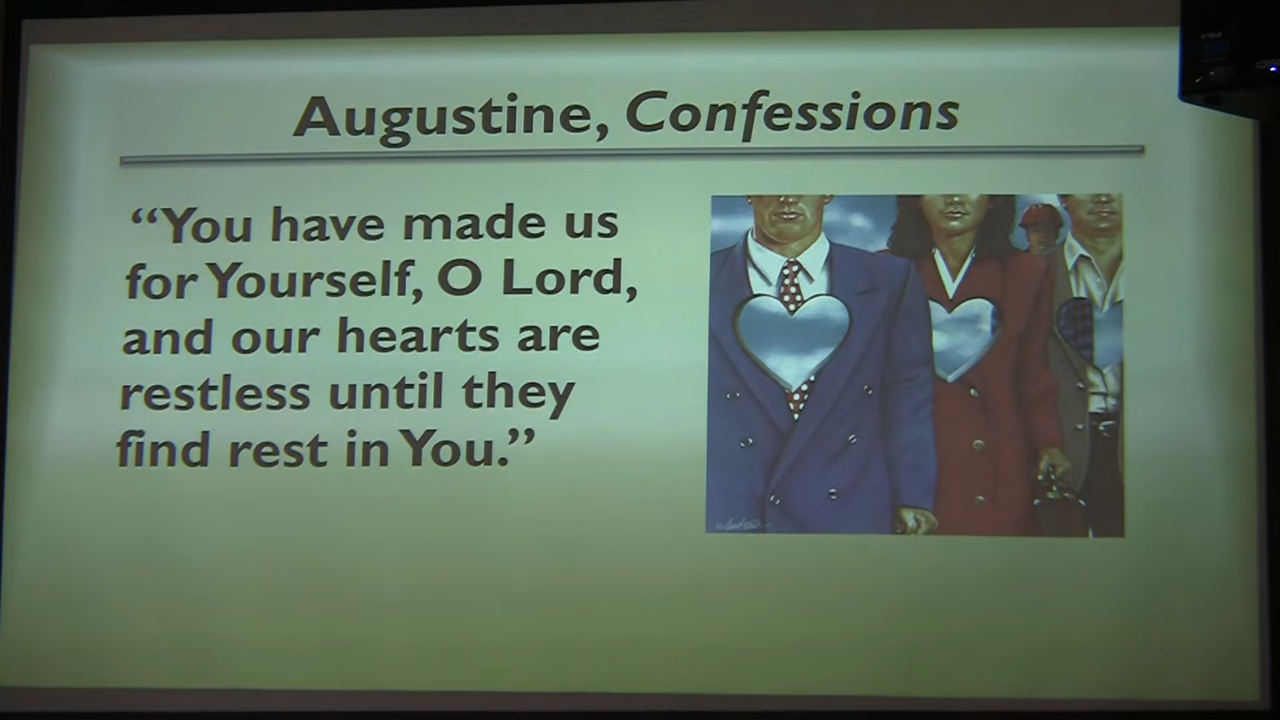 Augustine, Confessions
“You have made us
for Yourself, O Lord,
and our hearts are
restless until they
find rest in You.”